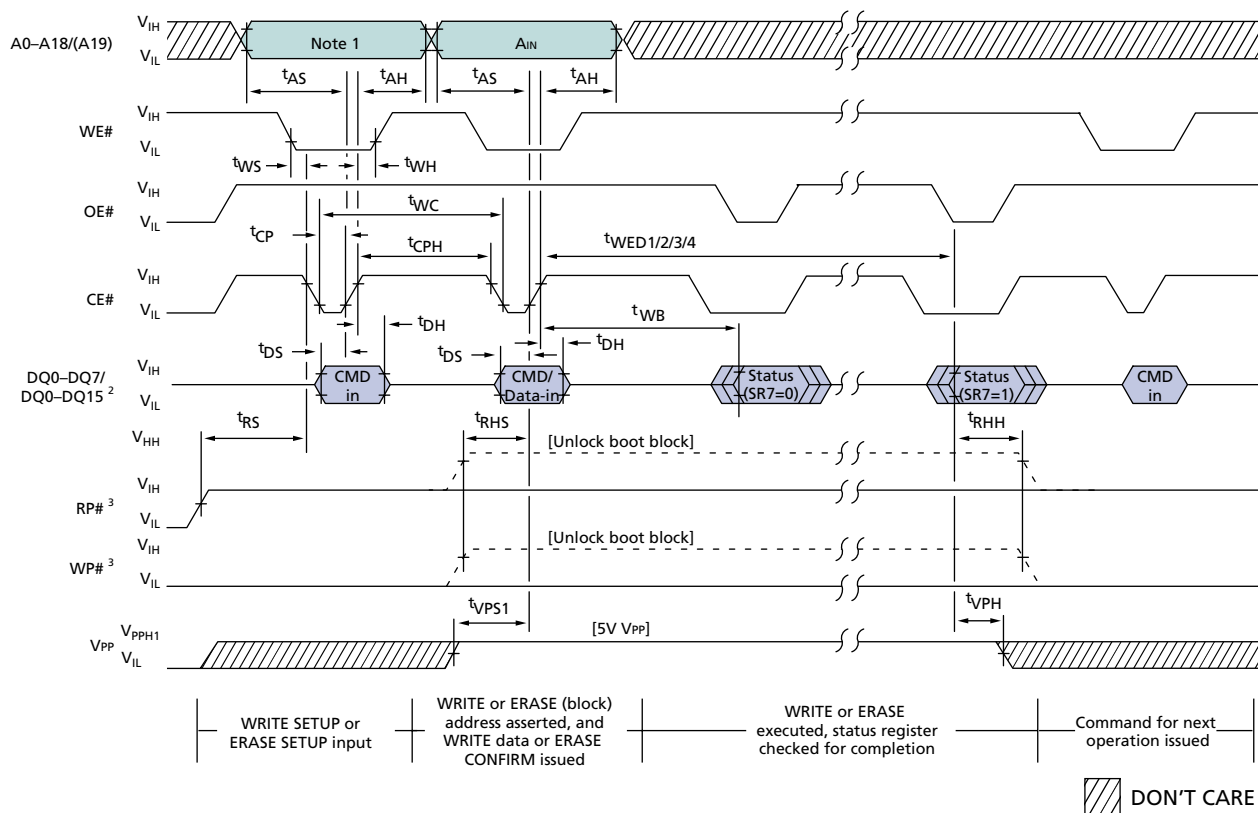 A0–A18/(A19)
VIH
VIL
Note 1
AIN
tAS
tAH
tAS
tAH
WE#
VIH
VIL
tWS
tWH
OE#
VIH
VIL
tWC
tCP
tCPH
tWED1/2/3/4
CE#
VIH
VIL
tWB
tDH
tDS
tDS
tDH
DQ0–DQ7/
DQ0–DQ15 2
VIH
VIL
CMD
in
CMD/
Data-in
Status
(SR7=0)
Status
(SR7=1)
CMD
in
tRS
tRHS
[Unlock boot block]
tRHH
VHH
RP# 3
VIH
VIL
[Unlock boot block]
WP# 3
VIH
VIL
tVPS1
[5V VPP]
tVPH
VPP
VPPH1
VIL
WRITE SETUP or
ERASE SETUP input
WRITE or ERASE (block)
address asserted, and
WRITE data or ERASE
CONFIRM issued
WRITE or ERASE
executed, status register
checked for completion
Command for next
operation issued
DON'T CARE